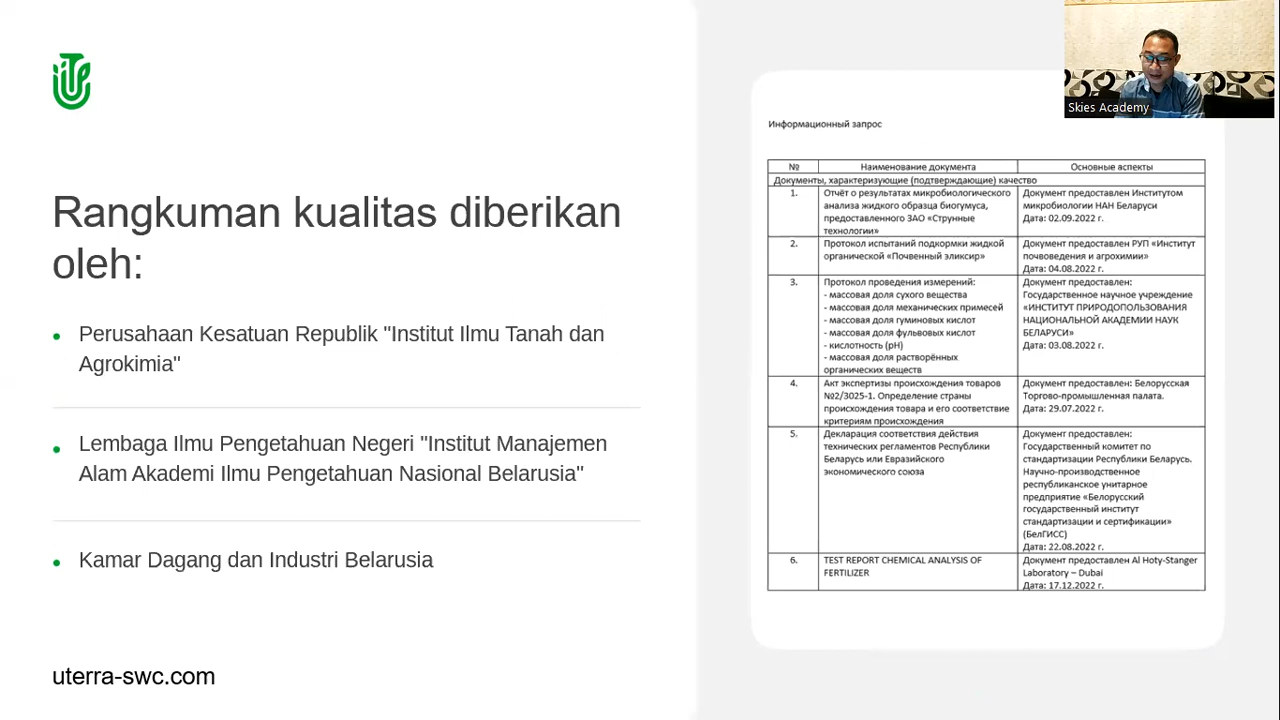 Skies Academy
Rangkuman kualitas diberikan
oleh:
• Perusahaan Kesatuan Republik "Institut Ilmu Tanah dan
Agrokimia"
• Lembaga Ilmu Pengetahuan Negeri "Institut Manajemen
Alam Akademi Ilmu Pengetahuan Nasional Belarusia"
• Kamar Dagang dan Industri Belarusia
uterra-swc.com
Информационный запрос
№ Наименование документа Основные аспекты
Документы, характеризующие (подтверждающие) качество
1. Отчёт о результатах микробиологического
анализа жидкого образца биогумуса,
предоставленного ЗАО «Струнные
технологии»
Документ предоставлен Институтом
микробиологии НАН Беларуси
Дата: 02.09.2022 г.
2. Протокол испытаний подкормки жидкой
органической «Почвенный эликсир»
Документ предоставлен РУП «Институт
почвоведения и агрохимии»
Дата: 04.08.2022 г.
3. Протокол проведения измерений:
- массовая доля сухого вещества
- массовая доля механических примесей
- массовая доля гуминовых кислот
- массовая доля фульвовых кислот
- кислотность (pH)
- массовая доля растворённых
органических веществ
Документ предоставлен:
Государственное научное учреждение
«ИНСТИТУТ ПРИРОДОПОЛЬЗОВАНИЯ
НАЦИОНАЛЬНОЙ АКАДЕМИИ НАУК
БЕЛАРУСИ»
Дата: 03.08.2022 г.
4. Акт экспертизы происхождения товаров
№2/3025-1. Определение страны
происхождения товара и его соответствие
критериям происхождения
Документ предоставлен: Белорусская
Торгово-промышленная палата.
Дата: 29.07.2022 г.
5. Декларация соответствия действия
технических регламентов Республики
Беларусь или Евразийского
экономического союза
Документ предоставлен:
Государственный комитет по
стандартизации Республики Беларусь.
Научно-производственное
республиканское унитарное
предприятие «Белорусский
государственный институт
стандартизации и сертификации»
(БелГИСС)
Дата: 22.08.2022 г.
6. TEST REPORT CHEMICAL ANALYSIS OF
FERTILIZER
Документ предоставлен Al Hoty-Stanger
Laboratory – Dubai
Дата: 17.12.2022 г.